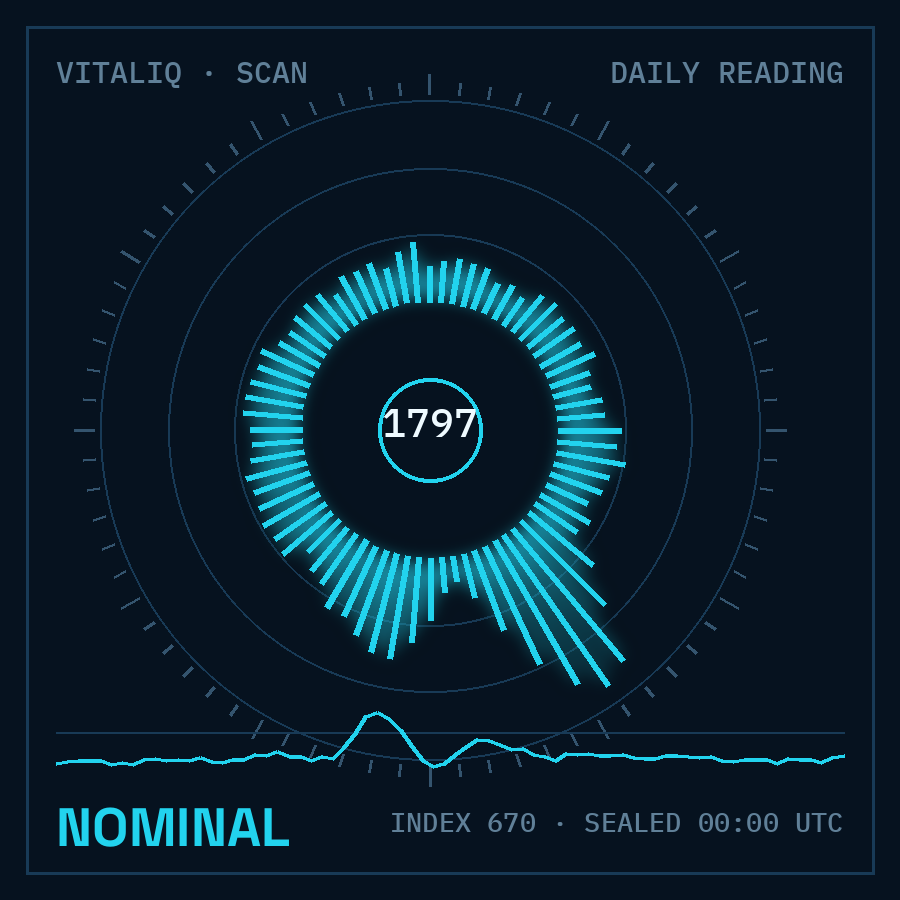 VITALIQ · SCAN
DAILY READING
1797
NOMINAL
INDEX 670 · SEALED 00:00 UTC